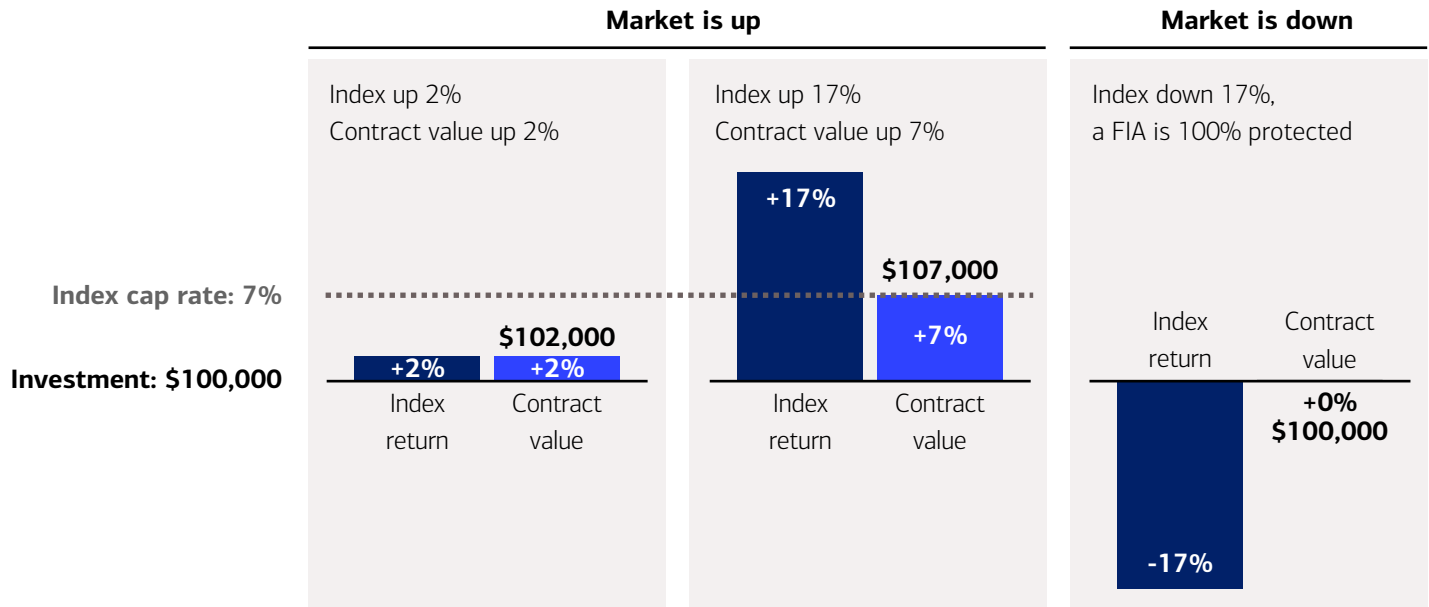 Market is up
Market is down
Index up 2%
Contract value up 2%
Index up 17%
Contract value up 7%
Index down 17%,
a FIA is 100% protected
Index cap rate: 7%
Investment: $100,000
$102,000
+2%
+2%
Index
return
Contract
value
+17%
$107,000
+7%
Index
return
Contract
value
Index
return
Contract
value
+0%
$100,000
-17%